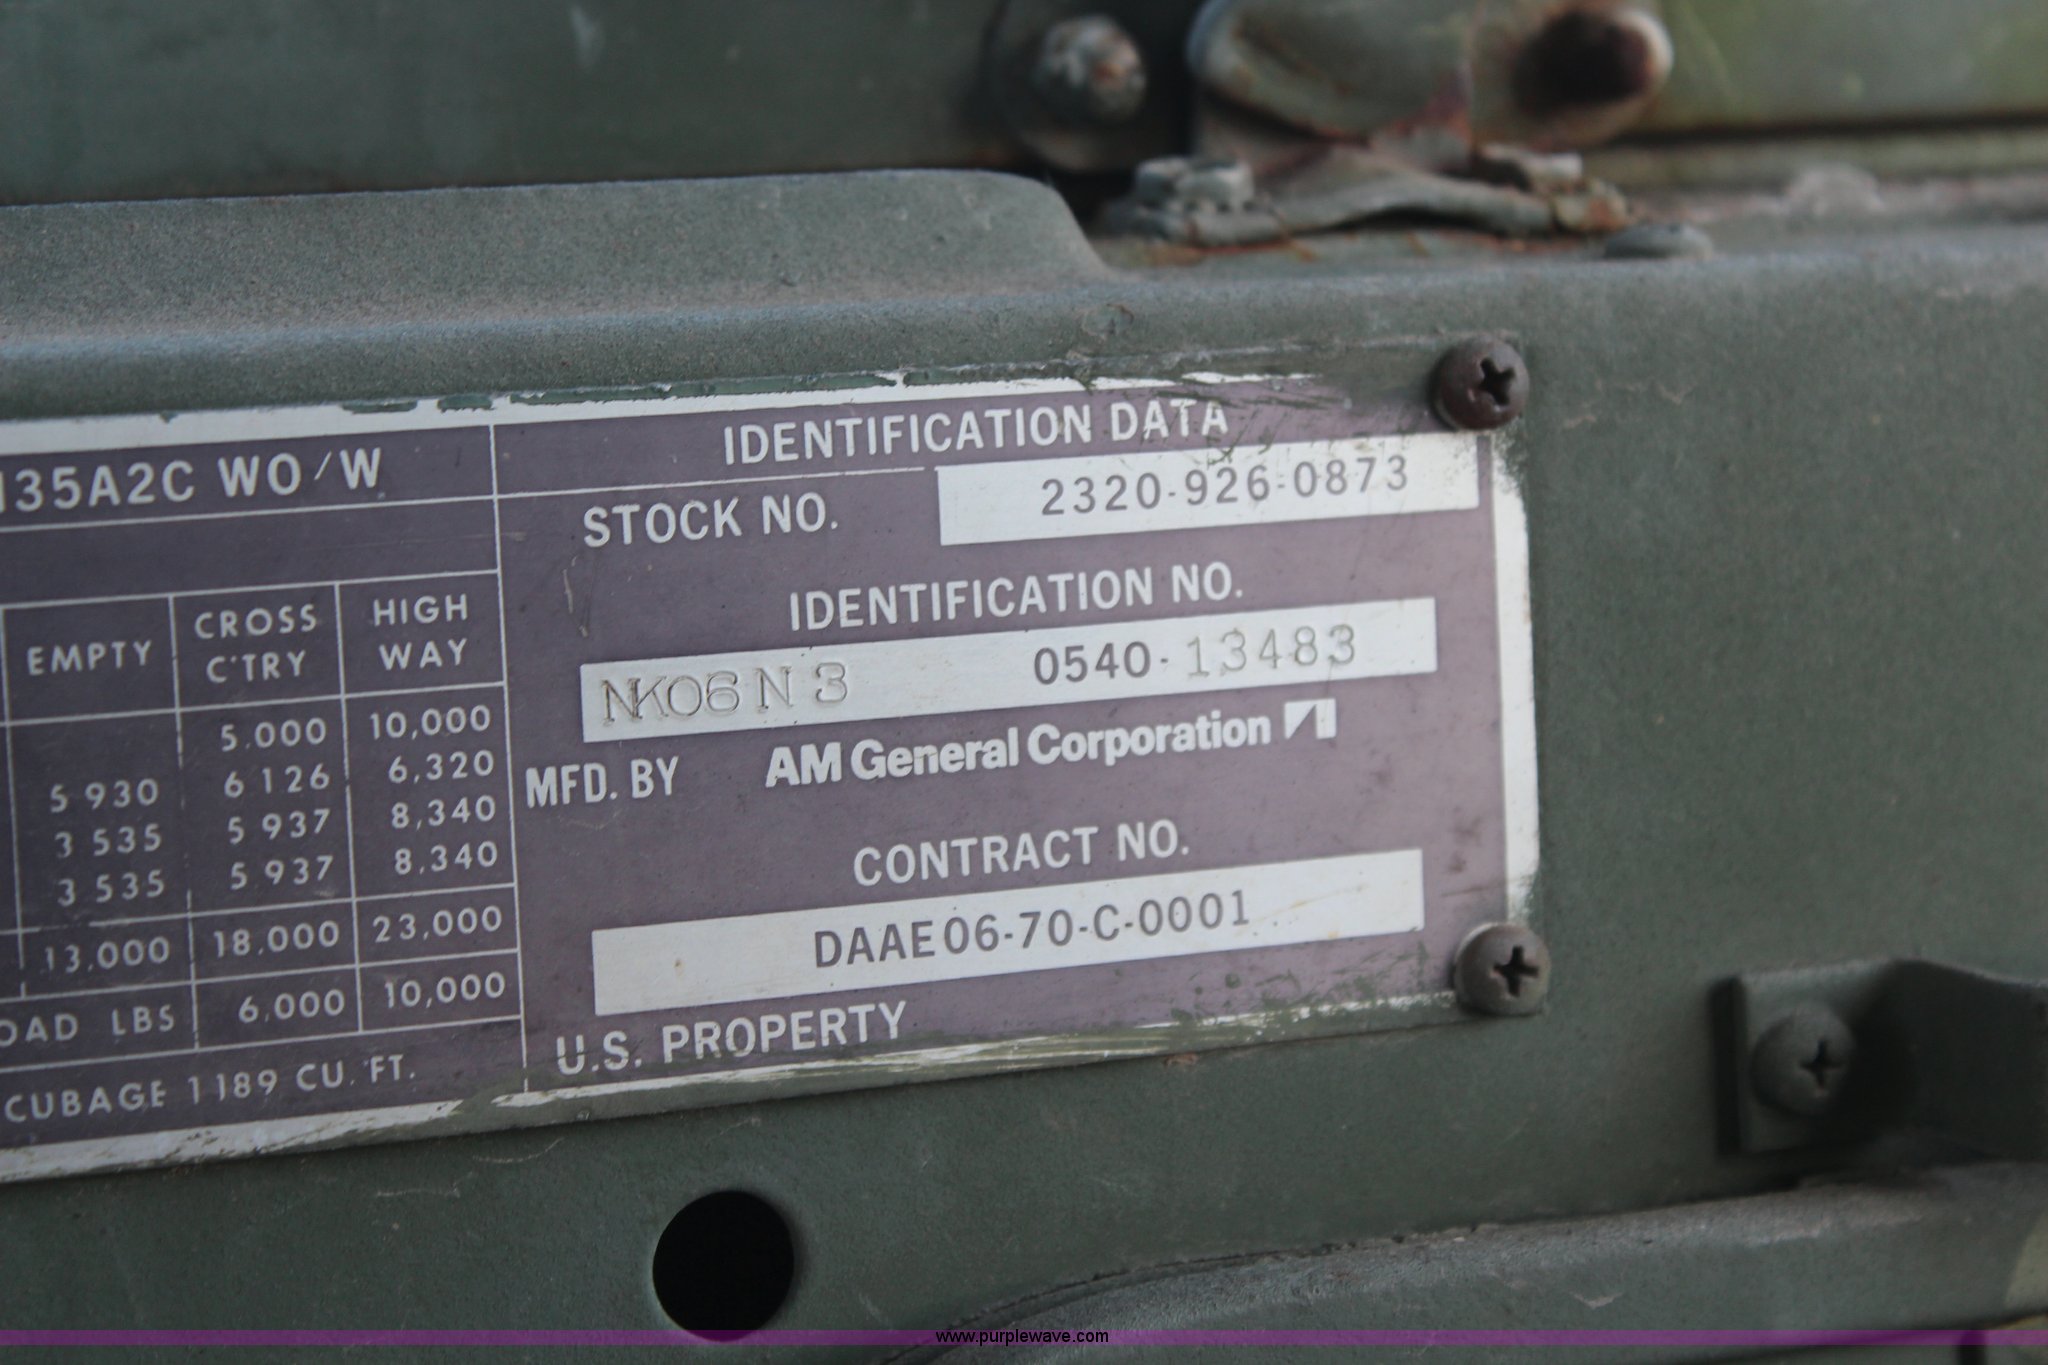 135A2C WO/W
EMPTY
CROSS C'TRY
HIGH WAY
5,000 10,000
5 930 6 126 6,320
3 535 5 937 8,340
3 535 5 937 8,340
13,000 18,000 23,000
LBS 6,000 10,000
CUBAGE 1189 CU. FT.
IDENTIFICATION DATA
STOCK NO. 2320-926-0873
IDENTIFICATION NO.
NK06N3 0540-13483
MFD. BY AM General Corporation
CONTRACT NO.
DAAE06-70-C-0001
U.S. PROPERTY
www.purplewave.com